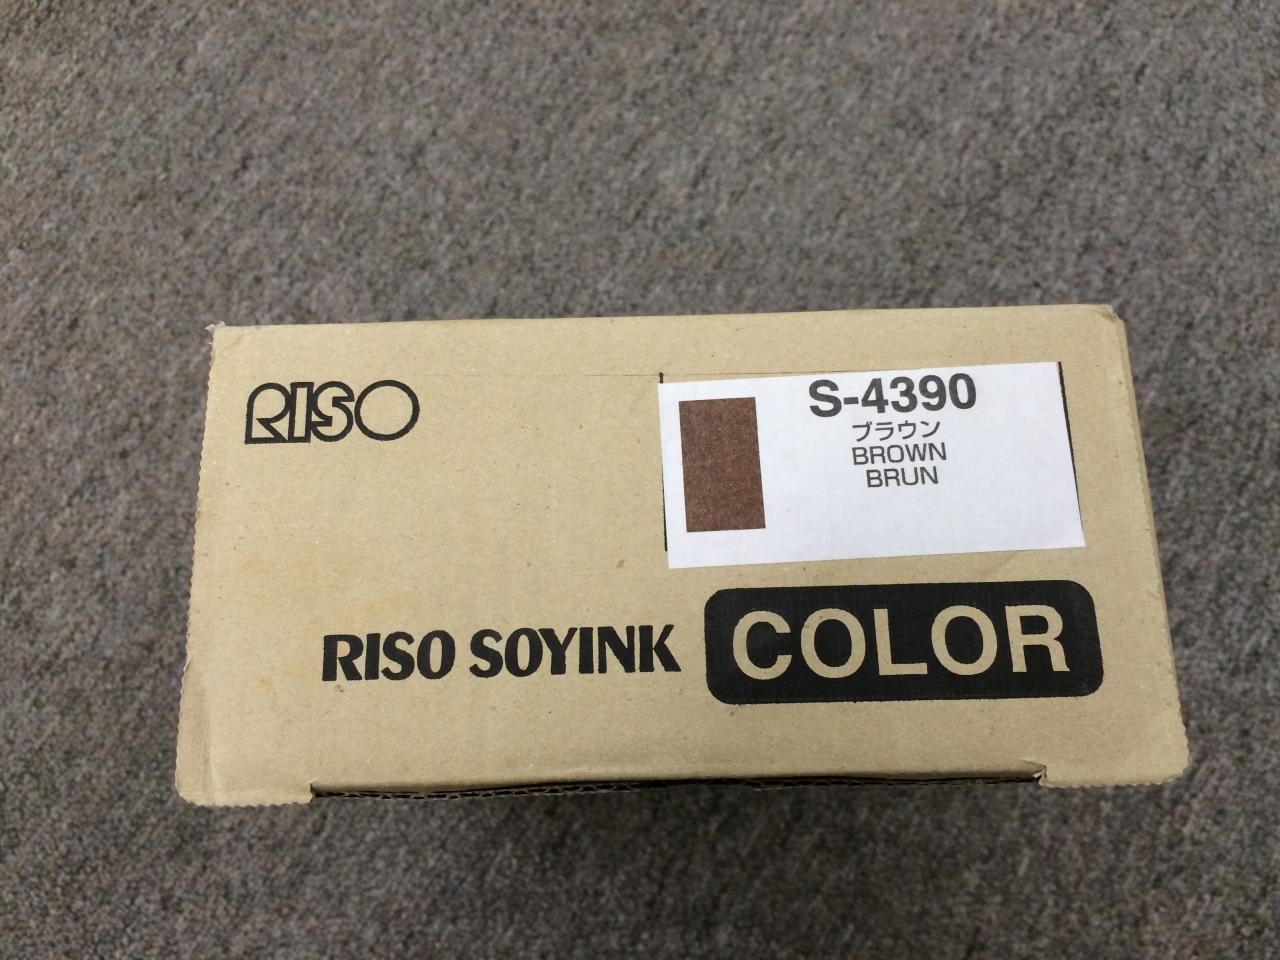 RISO
S-4390
ブラウン
BROWN
BRUN
RISO SOYINK COLOR